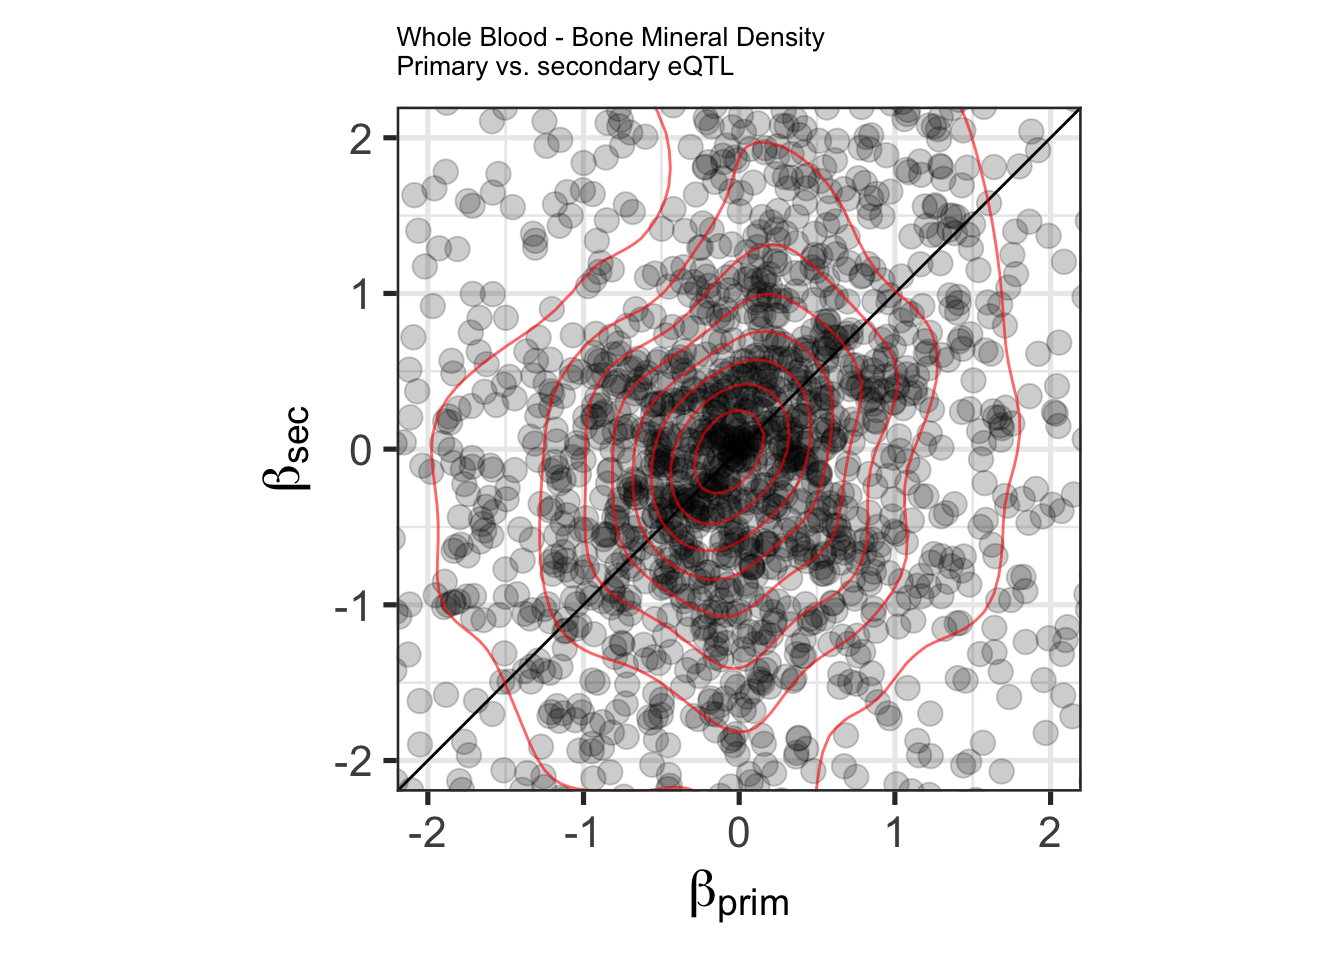 Whole Blood - Bone Mineral Density
Primary vs. secondary eQTL
2
1
0
-1
-2
βsec
-2 -1 0 1 2
βprim